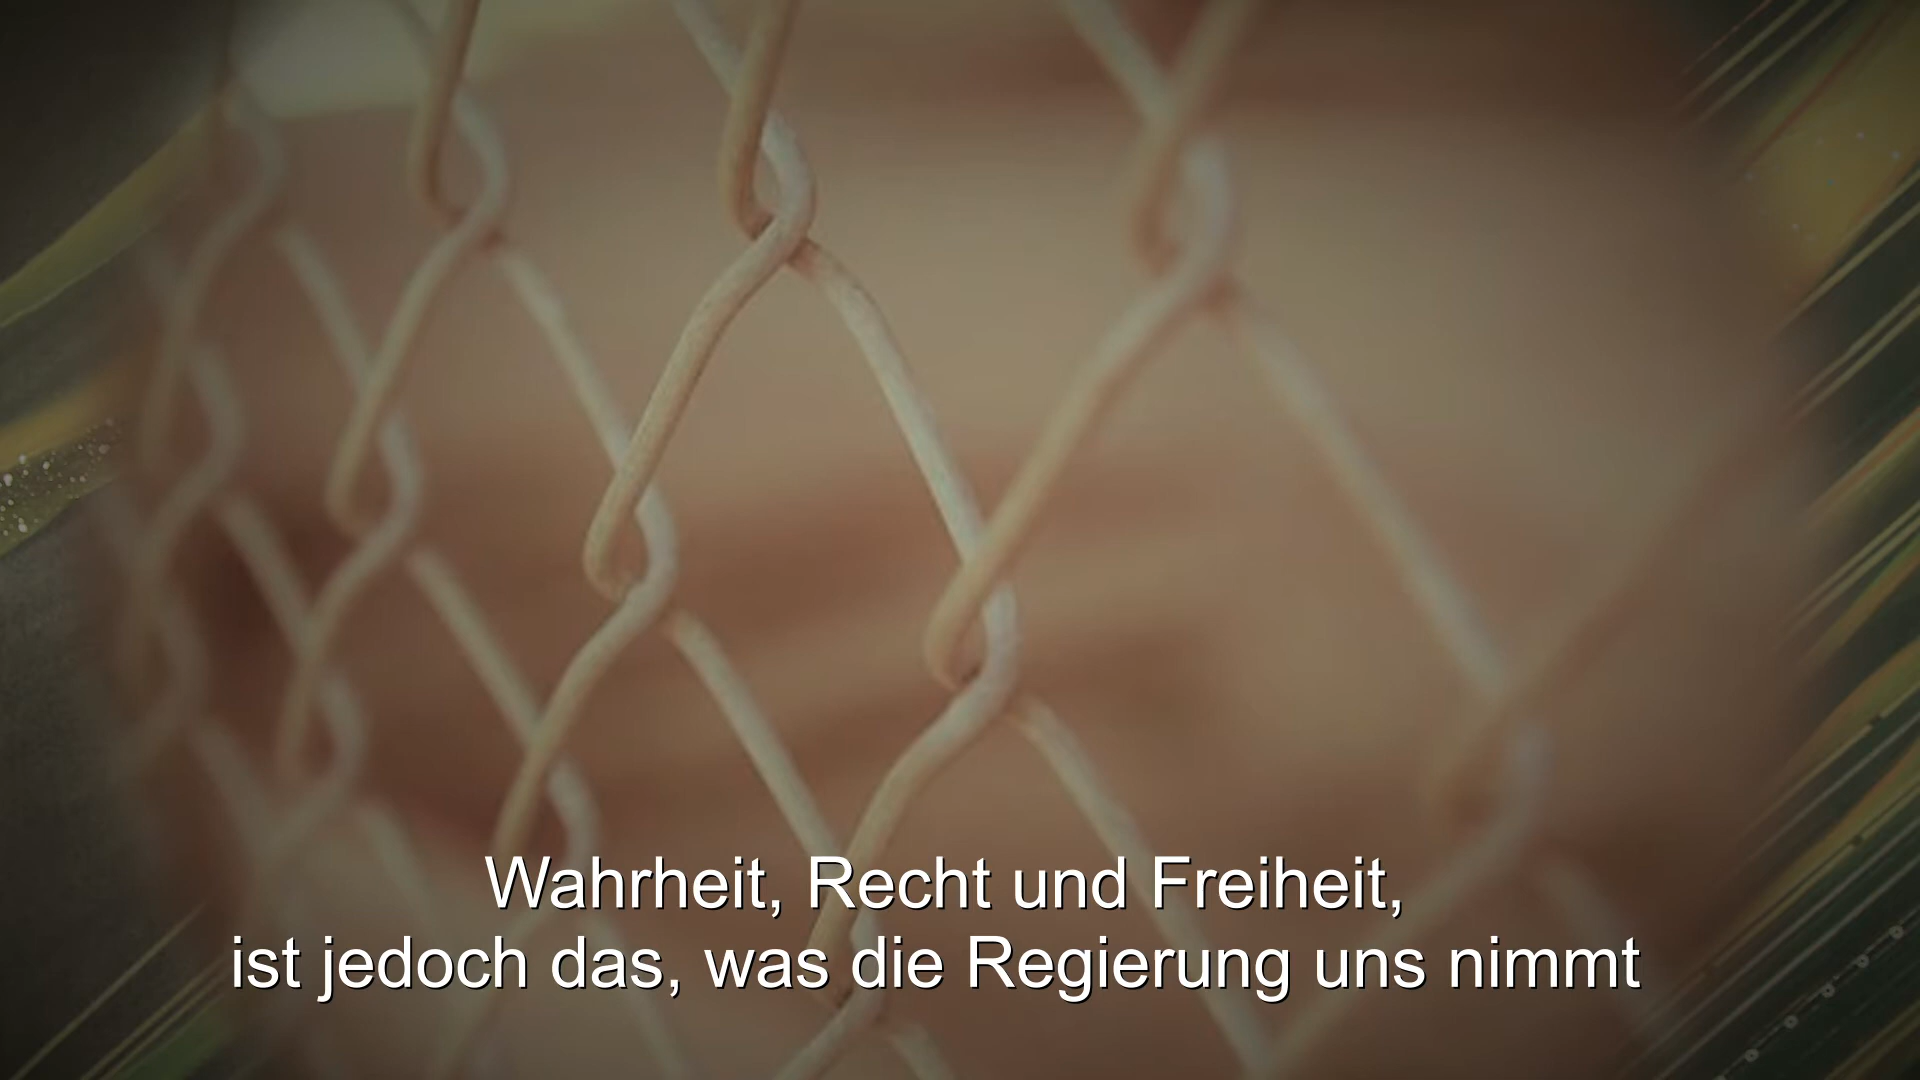 Wahrheit, Recht und Freiheit,
ist jedoch das, was die Regierung uns nimmt